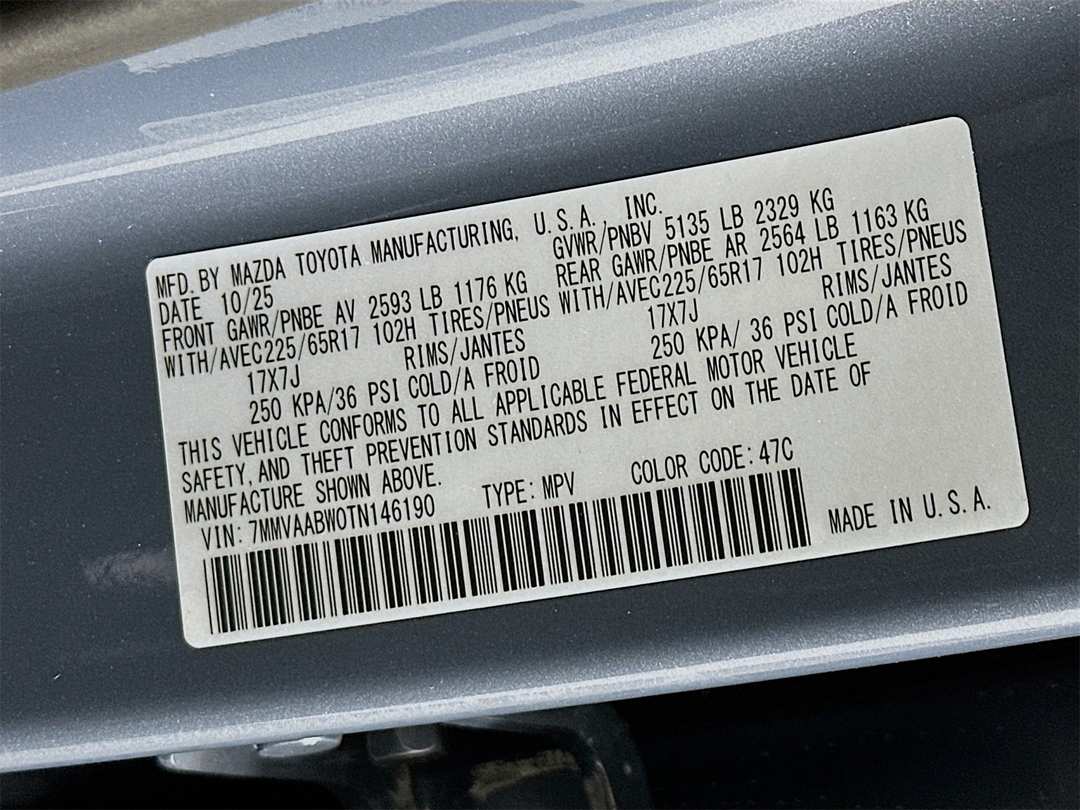 MFD. BY MAZDA TOYOTA MANUFACTURING, U.S.A., INC.
DATE 10/25 GVWR/PNBV 5135 LB 2329 KG
FRONT GAWR/PNBE AV 2593 LB 1176 KG REAR GAWR/PNBE AR 2564 LB 1163 KG
WITH/AVEC225/65R17 102H TIRES/PNEUS WITH/AVEC225/65R17 102H TIRES/PNEUS
17X7J RIMS/JANTES 17X7J RIMS/JANTES
250 KPA/36 PSI COLD/A FROID 250 KPA/ 36 PSI COLD/A FROID
THIS VEHICLE CONFORMS TO ALL APPLICABLE FEDERAL MOTOR VEHICLE
SAFETY, AND THEFT PREVENTION STANDARDS IN EFFECT ON THE DATE OF
MANUFACTURE SHOWN ABOVE.
VIN: 7MMVAABW0TN146190 TYPE: MPV COLOR CODE: 47C
MADE IN U.S.A.